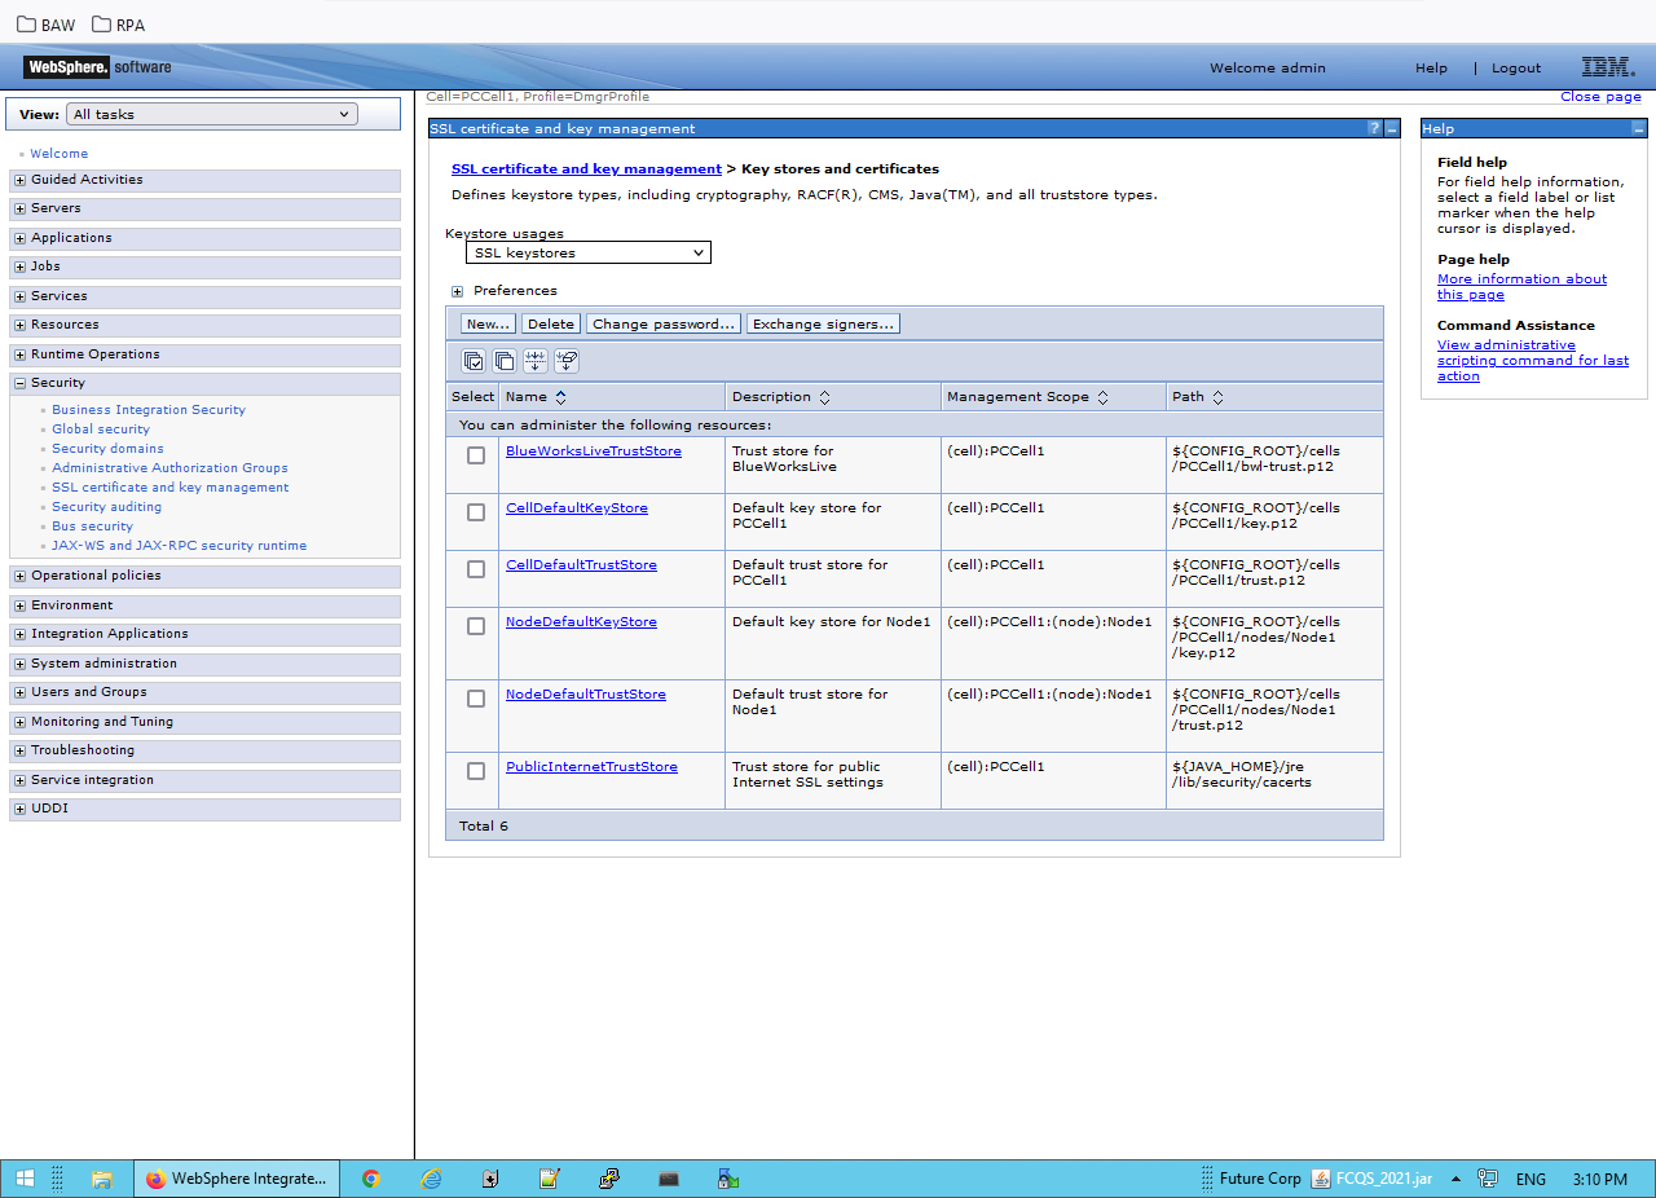 BAW RPA
WebSphere. software
Welcome admin Help | Logout IBM.
View: All tasks
Welcome
Guided Activities
Servers
Applications
Jobs
Services
Resources
Runtime Operations
Security
Business Integration Security
Global security
Security domains
Administrative Authorization Groups
SSL certificate and key management
Security auditing
Bus security
JAX-WS and JAX-RPC security runtime
Operational policies
Environment
Integration Applications
System administration
Users and Groups
Monitoring and Tuning
Troubleshooting
Service integration
UDDI
Cell=PCCell1, Profile=DmgrProfile
Close page
SSL certificate and key management ?
SSL certificate and key management > Key stores and certificates
Defines keystore types, including cryptography, RACF(R), CMS, Java(TM), and all truststore types.
Keystore usages
SSL keystores
Preferences
New... Delete Change password... Exchange signers...
Select Name Description Management Scope Path
You can administer the following resources:
BlueWorksLiveTrustStore Trust store for (cell):PCCell1 ${CONFIG_ROOT}/cells
BlueWorksLive /PCCell1/bwl-trust.p12
CellDefaultKeyStore Default key store for (cell):PCCell1 ${CONFIG_ROOT}/cells
PCCell1 /PCCell1/key.p12
CellDefaultTrustStore Default trust store for (cell):PCCell1 ${CONFIG_ROOT}/cells
PCCell1 /PCCell1/trust.p12
NodeDefaultKeyStore Default key store for Node1 (cell):PCCell1:(node):Node1 ${CONFIG_ROOT}/cells
/PCCell1/nodes/Node1
/key.p12
NodeDefaultTrustStore Default trust store for (cell):PCCell1:(node):Node1 ${CONFIG_ROOT}/cells
Node1 /PCCell1/nodes/Node1
/trust.p12
PublicInternetTrustStore Trust store for public (cell):PCCell1 ${JAVA_HOME}/jre
Internet SSL settings /lib/security/cacerts
Total 6
Help
Field help
For field help information,
select a field label or list
marker when the help
cursor is displayed.
Page help
More information about
this page
Command Assistance
View administrative
scripting command for last
action
WebSphere Integrate...
Future Corp FCQS_2021.jar ENG 3:10 PM